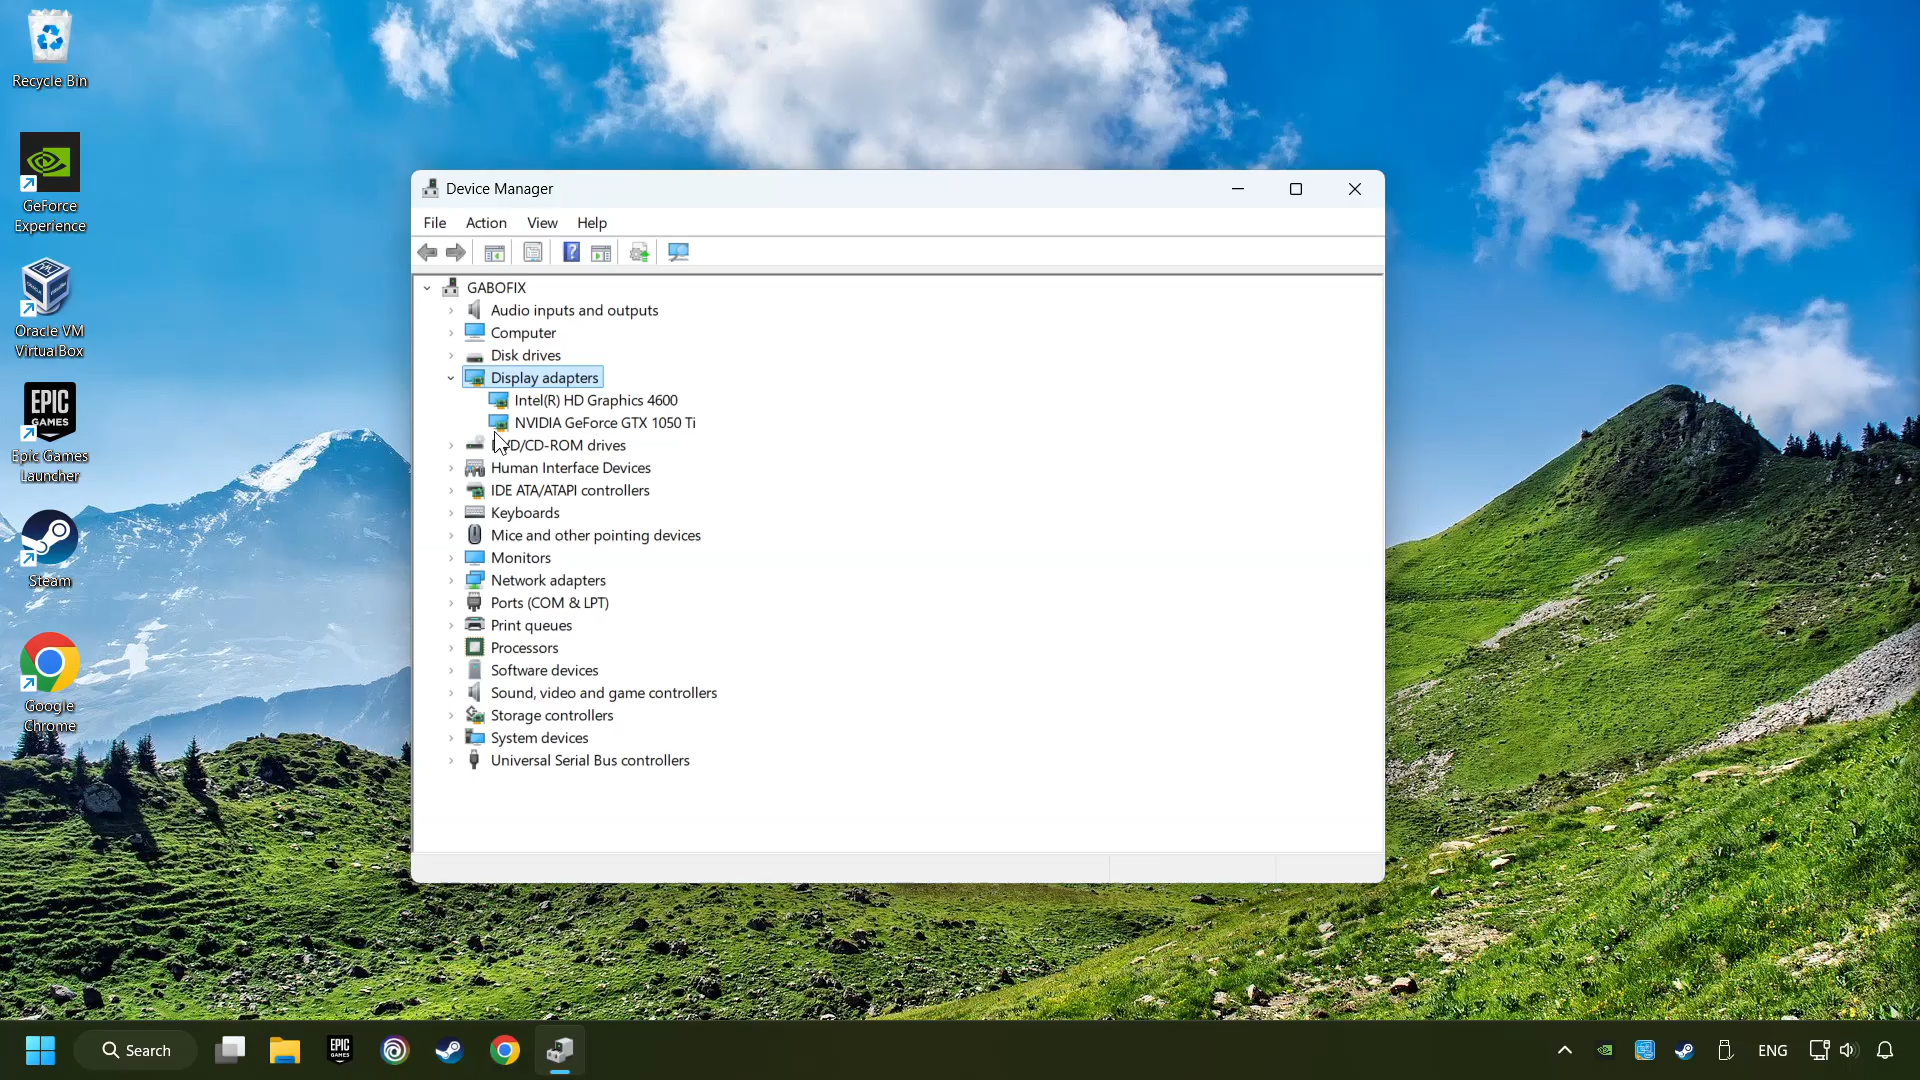 Recycle Bin
GeForce
Experience
Oracle VM
VirtualBox
EPIC
GAMES
Epic Games
Launcher
Steam
Google
Chrome
Device Manager
File Action View Help
GABOFIX
Audio inputs and outputs
Computer
Disk drives
Display adapters
Intel(R) HD Graphics 4600
NVIDIA GeForce GTX 1050 Ti
DVD/CD-ROM drives
Human Interface Devices
IDE ATA/ATAPI controllers
Keyboards
Mice and other pointing devices
Monitors
Network adapters
Ports (COM & LPT)
Print queues
Processors
Software devices
Sound, video and game controllers
Storage controllers
System devices
Universal Serial Bus controllers
Search
EPIC
GAMES
ENG